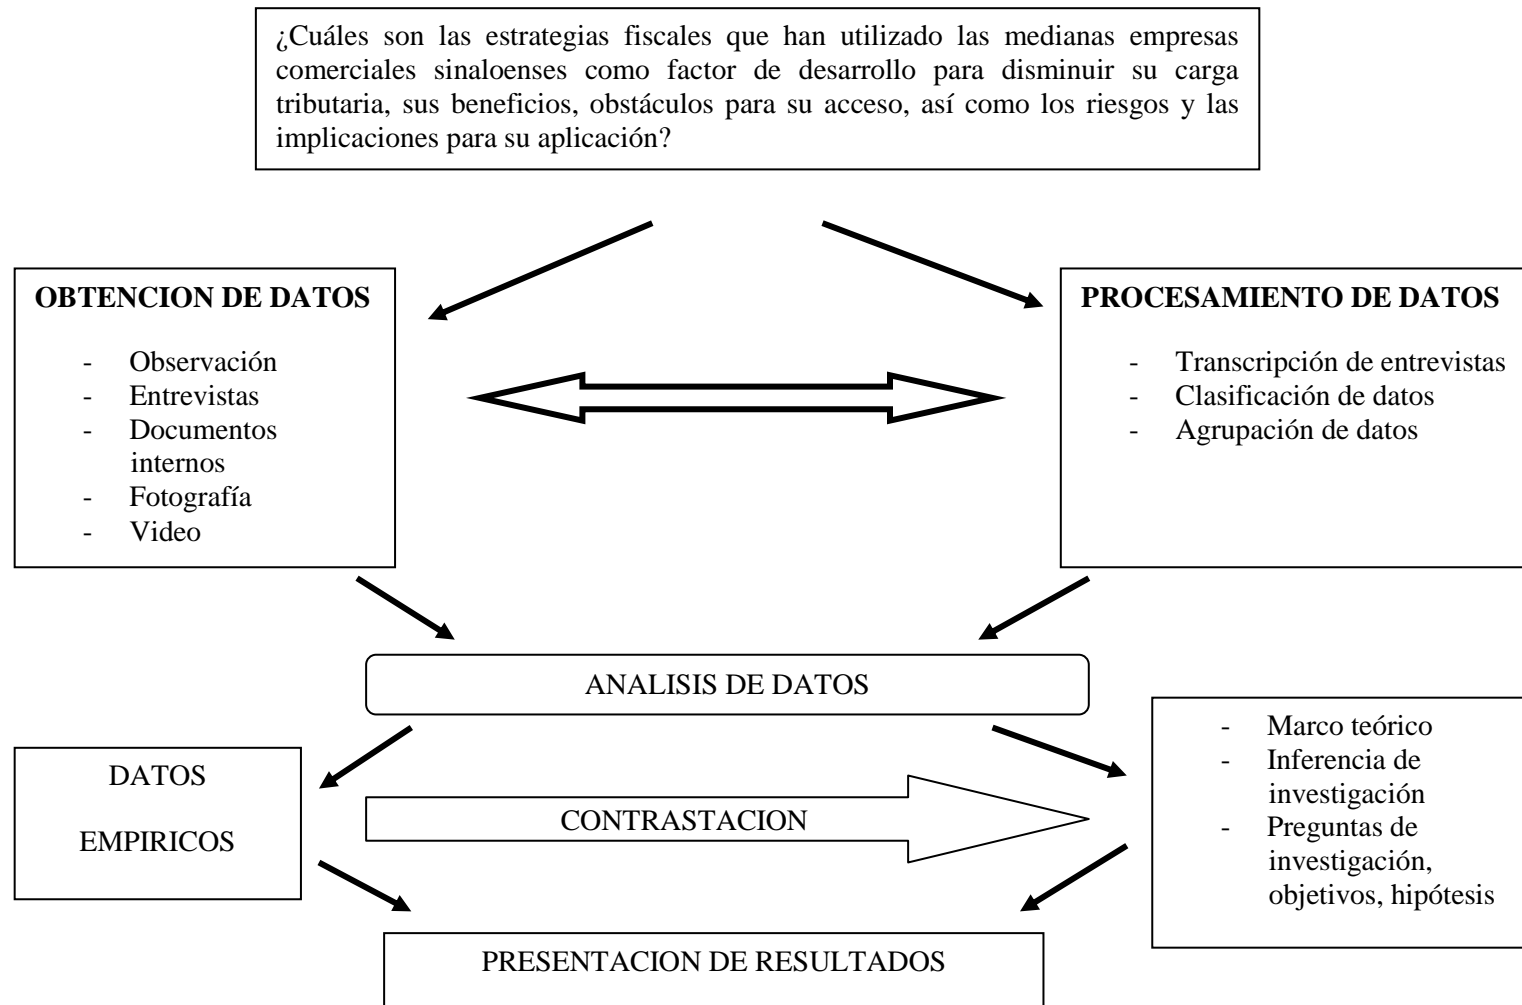 ¿Cuáles son las estrategias fiscales que han utilizado las medianas empresas
comerciales sinaloenses como factor de desarrollo para disminuir su carga
tributaria, sus beneficios, obstáculos para su acceso, así como los riesgos y las
implicaciones para su aplicación?
OBTENCION DE DATOS
- Observación
- Entrevistas
- Documentos
internos
- Fotografía
- Video
PROCESAMIENTO DE DATOS
- Transcripción de entrevistas
- Clasificación de datos
- Agrupación de datos
ANALISIS DE DATOS
DATOS
EMPIRICOS
CONTRASTACION
- Marco teórico
- Inferencia de
investigación
- Preguntas de
investigación,
objetivos, hipótesis
PRESENTACION DE RESULTADOS